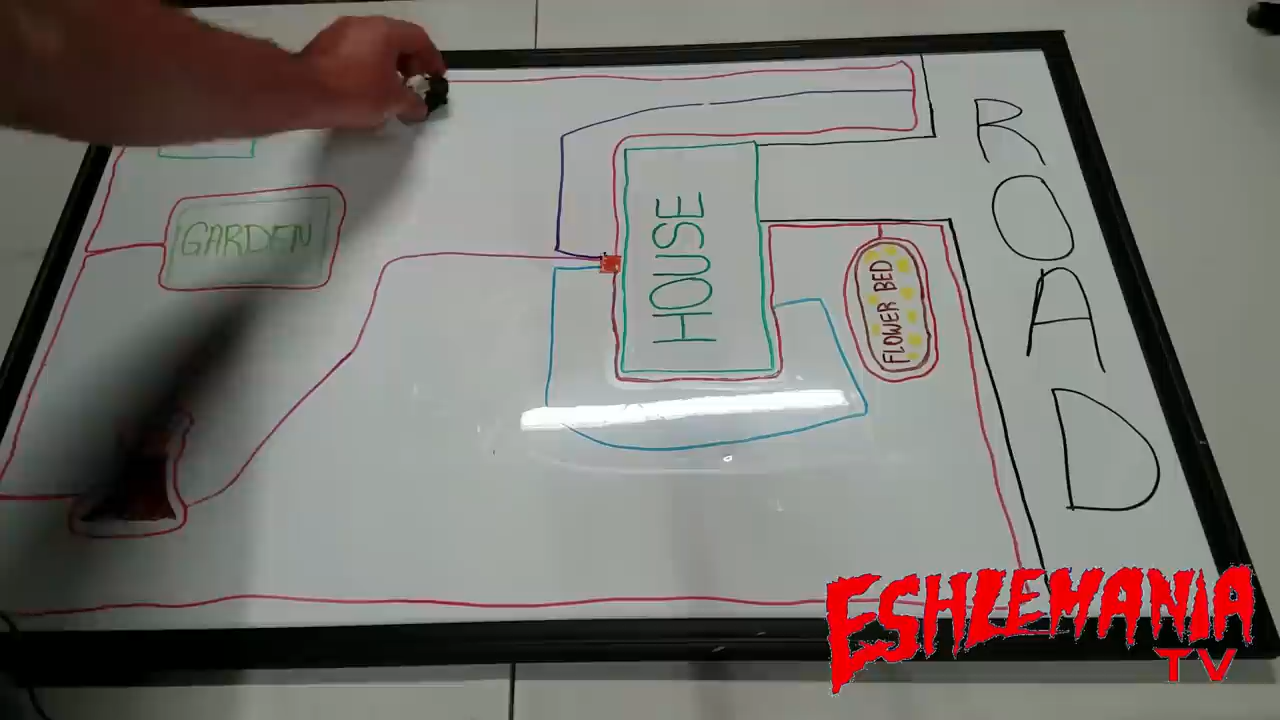 ROAD
GARDEN
HOUSE
FLOWER BED
ESHLEMANIA
TV